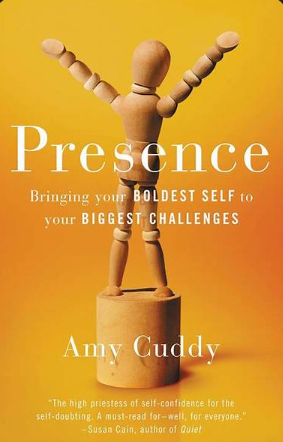 Presence
Bringing your BOLDEST SELF to
your BIGGEST CHALLENGES
Amy Cuddy
"The high priestess of self-confidence for the
self-doubting. A must-read for—well, for everyone."
—Susan Cain, author of Quiet